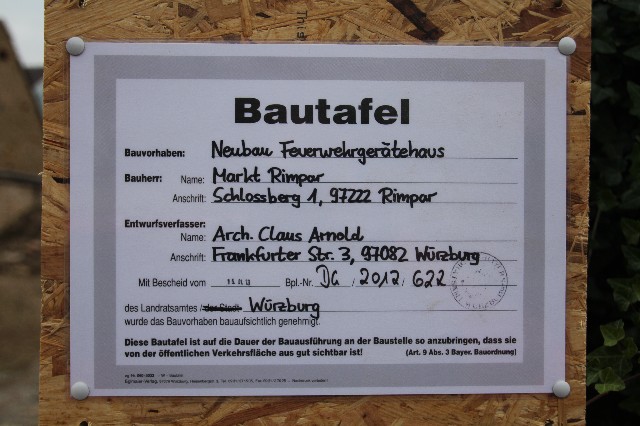 Bautafel
Bauvorhaben: Neubau Feuerwehrgerätehaus
Bauherr: Name: Markt Rimpar
Anschrift: Schlossberg 1, 97222 Rimpar
Entwurfsverfasser:
Name: Arch. Claus Arnold
Anschrift: Frankfurter Str. 3, 97082 Würzburg
Mit Bescheid vom Bpl.-Nr. DG / 2012 / 622
des Landratsamtes / der Stadt Würzburg
wurde das Bauvorhaben bauaufsichtlich genehmigt.
Diese Bautafel ist auf die Dauer der Bauausführung an der Baustelle so anzubringen, dass sie
von der öffentlichen Verkehrsfläche aus gut sichtbar ist! (Art. 9 Abs. 3 Bayer. Bauordnung)